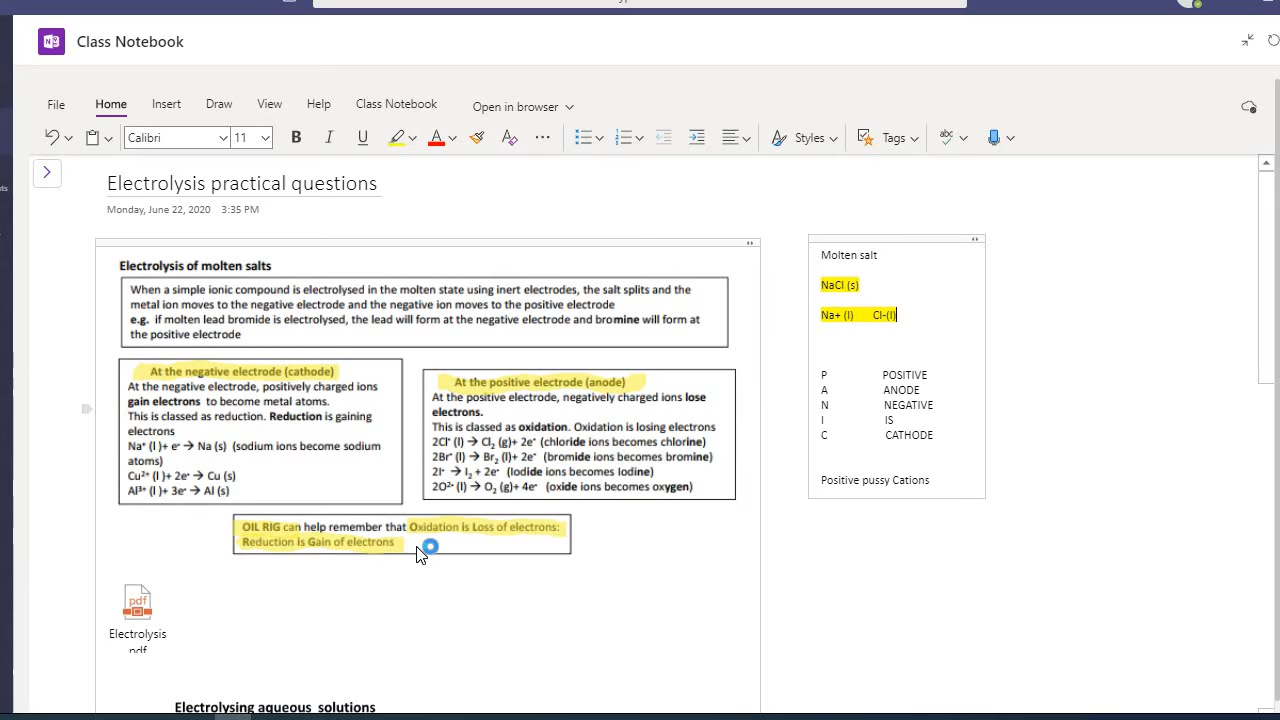 Class Notebook
File Home Insert Draw View Help Class Notebook Open in browser
Calibri 11 B I U A Styles Tags abc
Electrolysis practical questions
Monday, June 22, 2020 3:35 PM
Electrolysis of molten salts
When a simple ionic compound is electrolysed in the molten state using inert electrodes, the salt splits and the
metal ion moves to the negative electrode and the negative ion moves to the positive electrode
e.g. if molten lead bromide is electrolysed, the lead will form at the negative electrode and bromine will form at
the positive electrode
At the negative electrode (cathode)
At the negative electrode, positively charged ions
gain electrons to become metal atoms.
This is classed as reduction. Reduction is gaining
electrons
Na⁺ (l )+ e⁻ → Na (s) (sodium ions become sodium
atoms)
Cu²⁺ (l )+ 2e⁻ → Cu (s)
Al³⁺ (l )+ 3e⁻ → Al (s)
At the positive electrode (anode)
At the positive electrode, negatively charged ions lose
electrons.
This is classed as oxidation. Oxidation is losing electrons
2Cl⁻ (l) → Cl₂ (g)+ 2e⁻ (chloride ions becomes chlorine)
2Br⁻ (l) → Br₂ (l)+ 2e⁻ (bromide ions becomes bromine)
2I⁻ → I₂ + 2e⁻ (Iodide ions becomes Iodine)
2O²⁻ (l) → O₂ (g)+ 4e⁻ (oxide ions becomes oxygen)
OIL RIG can help remember that Oxidation is Loss of electrons:
Reduction is Gain of electrons
pdf
Electrolysis
pdf
Electrolysing aqueous solutions
Molten salt
NaCl (s)
Na+ (l) Cl-(l)
P POSITIVE
A ANODE
N NEGATIVE
I IS
C CATHODE
Positive pussy Cations